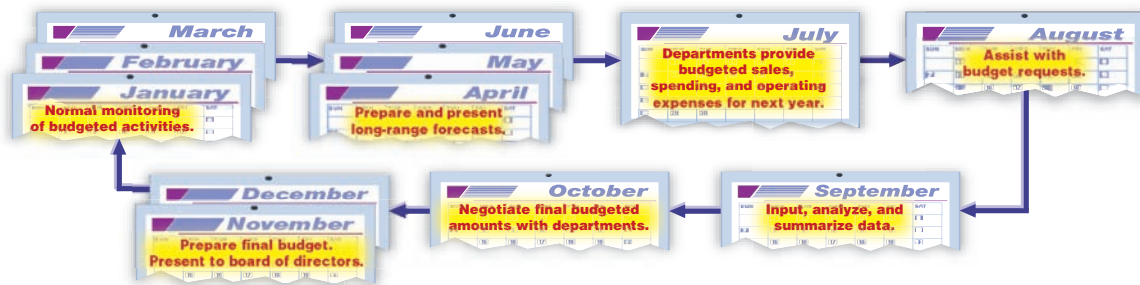 March
February
January
Normal monitoring
of budgeted activities.
June
May
April
Prepare and present
long-range forecasts.
July
Departments provide
budgeted sales,
spending, and operating
expenses for next year.
August
Assist with
budget requests.
September
Input, analyze, and
summarize data.
October
Negotiate final budgeted
amounts with departments.
December
November
Prepare final budget.
Present to board of directors.